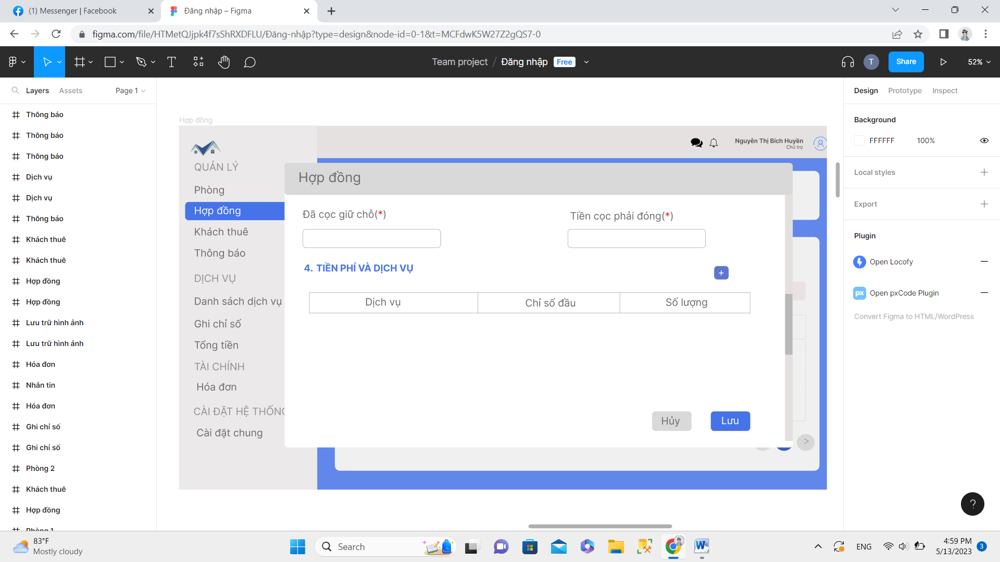 (1) Messenger | Facebook
Đăng nhập – Figma
figma.com/file/HTMetQJjpk4f7sShRXDFLU/Đăng-nhập?type=design&node-id=0-1&t=MCFdwK5W27Z2gQS7-0
Team project / Đăng nhập Free
T
Share
52%
Layers Assets Page 1
Thông báo
Thông báo
Thông báo
Dịch vụ
Dịch vụ
Thông báo
Khách thuê
Khách thuê
Hợp đồng
Hợp đồng
Lưu trữ hình ảnh
Lưu trữ hình ảnh
Hóa đơn
Nhắn tin
Hóa đơn
Ghi chỉ số
Ghi chỉ số
Phòng 2
Khách thuê
Hợp đồng
Phòng 1
Hợp đồng
Nguyễn Thị Bích Huyền
Chủ trọ
QUẢN LÝ
Phòng
Hợp đồng
Khách thuê
Thông báo
DỊCH VỤ
Danh sách dịch vụ
Ghi chỉ số
Tổng tiền
TÀI CHÍNH
Hóa đơn
CÀI ĐẶT HỆ THỐNG
Cài đặt chung
Hợp đồng
Đã cọc giữ chỗ(*)
Tiền cọc phải đóng(*)
4. TIỀN PHÍ VÀ DỊCH VỤ
+
Dịch vụ Chỉ số đầu Số lượng
Hủy Lưu
>
Design Prototype Inspect
Background
FFFFFF 100%
Local styles
Export
Plugin
Open Locofy
px Open pxCode Plugin
Convert Figma to HTML/WordPress
?
83°F
Mostly cloudy
Search
ENG
4:59 PM
5/13/2023
3